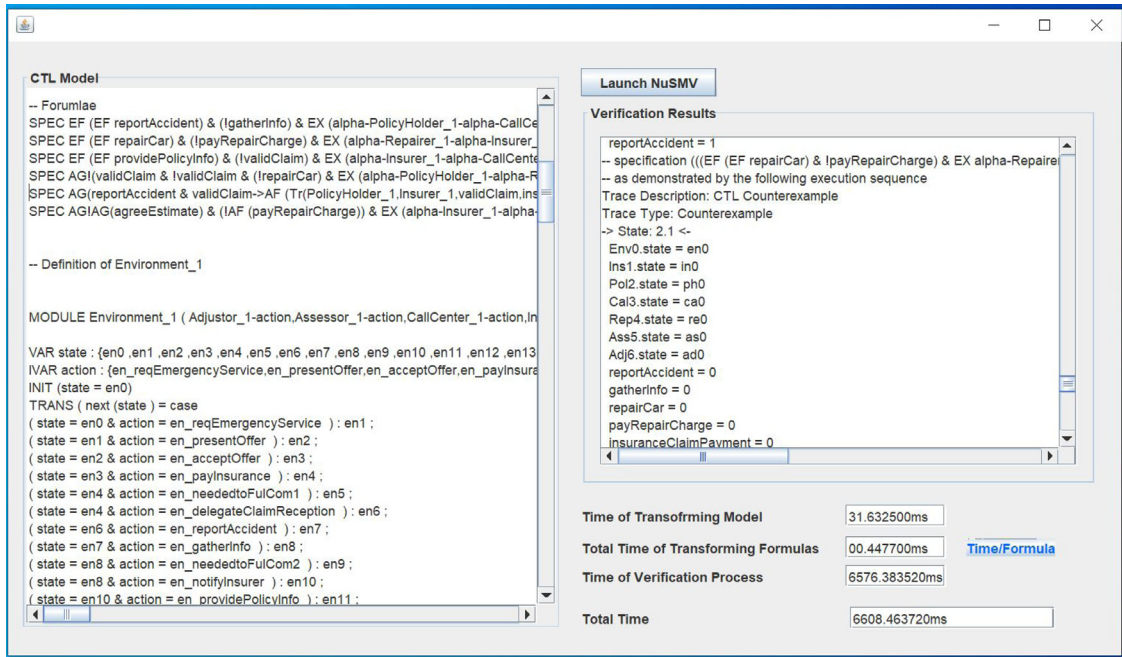 CTL Model
-- Forumlae
SPEC EF (EF reportAccident) & (!gatherInfo) & EX (alpha-PolicyHolder_1-alpha-CallCe
SPEC EF (EF repairCar) & (!payRepairCharge) & EX (alpha-Repairer_1-alpha-Insurer_
SPEC EF (EF providePolicyInfo) & (!validClaim) & EX (alpha-Insurer_1-alpha-CallCente
SPEC AG!(validClaim & !validClaim & (!repairCar) & EX (alpha-PolicyHolder_1-alpha-R
SPEC AG(reportAccident & validClaim->AF (Tr(PolicyHolder_1,Insurer_1,validClaim,ins
SPEC AG!AG(agreeEstimate) & (!AF (payRepairCharge)) & EX (alpha-Insurer_1-alpha-
-- Definition of Environment_1
MODULE Environment_1 ( Adjustor_1-action,Assessor_1-action,CallCenter_1-action,In
VAR state : {en0 ,en1 ,en2 ,en3 ,en4 ,en5 ,en6 ,en7 ,en8 ,en9 ,en10 ,en11 ,en12 ,en13
IVAR action : {en_reqEmergencyService,en_presentOffer,en_acceptOffer,en_payInsura
INIT (state = en0)
TRANS ( next (state ) = case
( state = en0 & action = en_reqEmergencyService ) : en1 ;
( state = en1 & action = en_presentOffer ) : en2 ;
( state = en2 & action = en_acceptOffer ) : en3 ;
( state = en3 & action = en_payInsurance ) : en4 ;
( state = en4 & action = en_neededtoFulCom1 ) : en5 ;
( state = en4 & action = en_delegateClaimReception ) : en6 ;
( state = en6 & action = en_reportAccident ) : en7 ;
( state = en7 & action = en_gatherInfo ) : en8 ;
( state = en8 & action = en_neededtoFulCom2 ) : en9 ;
( state = en8 & action = en_notifyInsurer ) : en10 ;
( state = en10 & action = en_providePolicyInfo ) : en11 ;
Launch NuSMV
Verification Results
reportAccident = 1
-- specification (((EF (EF repairCar) & !payRepairCharge) & EX alpha-Repairer
-- as demonstrated by the following execution sequence
Trace Description: CTL Counterexample
Trace Type: Counterexample
-> State: 2.1 <-
Env0.state = en0
Ins1.state = in0
Pol2.state = ph0
Cal3.state = ca0
Rep4.state = re0
Ass5.state = as0
Adj6.state = ad0
reportAccident = 0
gatherInfo = 0
repairCar = 0
payRepairCharge = 0
insuranceClaimPayment = 0
Time of Transofrming Model 31.632500ms
Total Time of Transforming Formulas 00.447700ms Time/Formula
Time of Verification Process 6576.383520ms
Total Time 6608.463720ms